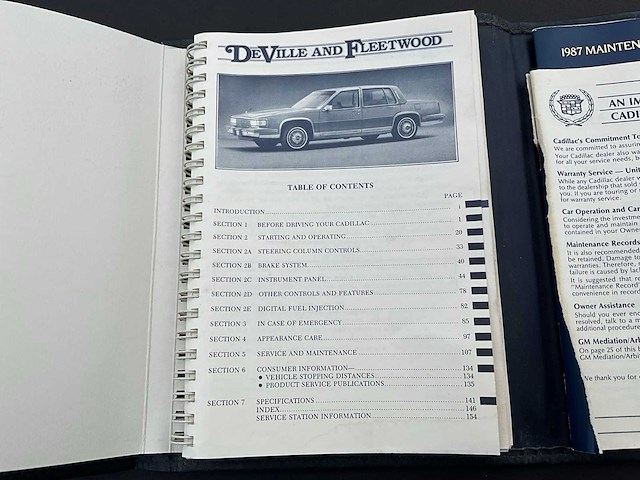 DEVILLE AND FLEETWOOD
TABLE OF CONTENTS
PAGE
INTRODUCTION
SECTION 1 BEFORE DRIVING YOUR CADILLAC 1
SECTION 2 STARTING AND OPERATING 20
SECTION 2A STEERING COLUMN CONTROLS 33
SECTION 2B BRAKE SYSTEM 40
SECTION 2C INSTRUMENT PANEL 44
SECTION 2D OTHER CONTROLS AND FEATURES 78
SECTION 2E DIGITAL FUEL INJECTION 82
SECTION 3 IN CASE OF EMERGENCY 85
SECTION 4 APPEARANCE CARE 97
SECTION 5 SERVICE AND MAINTENANCE 107
SECTION 6 CONSUMER INFORMATION— 134
• VEHICLE STOPPING DISTANCES 134
• PRODUCT SERVICE PUBLICATIONS 135
SECTION 7 SPECIFICATIONS 141
INDEX 146
SERVICE STATION INFORMATION 154
1987 MAINTEN
AN IM
CADIL
Cadillac's Commitment To
We are committed to assurin
Your Cadillac dealer also wa
for all your service needs, b
Warranty Service — Unit
While any Cadillac dealer w
to the dealership that sold
you. If you are touring or
for warranty service.
Car Operation and Car
The Introduction
to operate and maintain
contained in your Owne
Maintenance Records
It is also recommended
be retained. Damage to
warranties. Therefore,
failure is caused by lack
It is suggested that re
"Maintenance Record"
convenience in record
Owner Assistance
Should you ever enc
resolved, talk to a m
additional procedure
GM Mediation/Arbi
On page 25 of this b
GM Mediation/Arbi
We thank you for